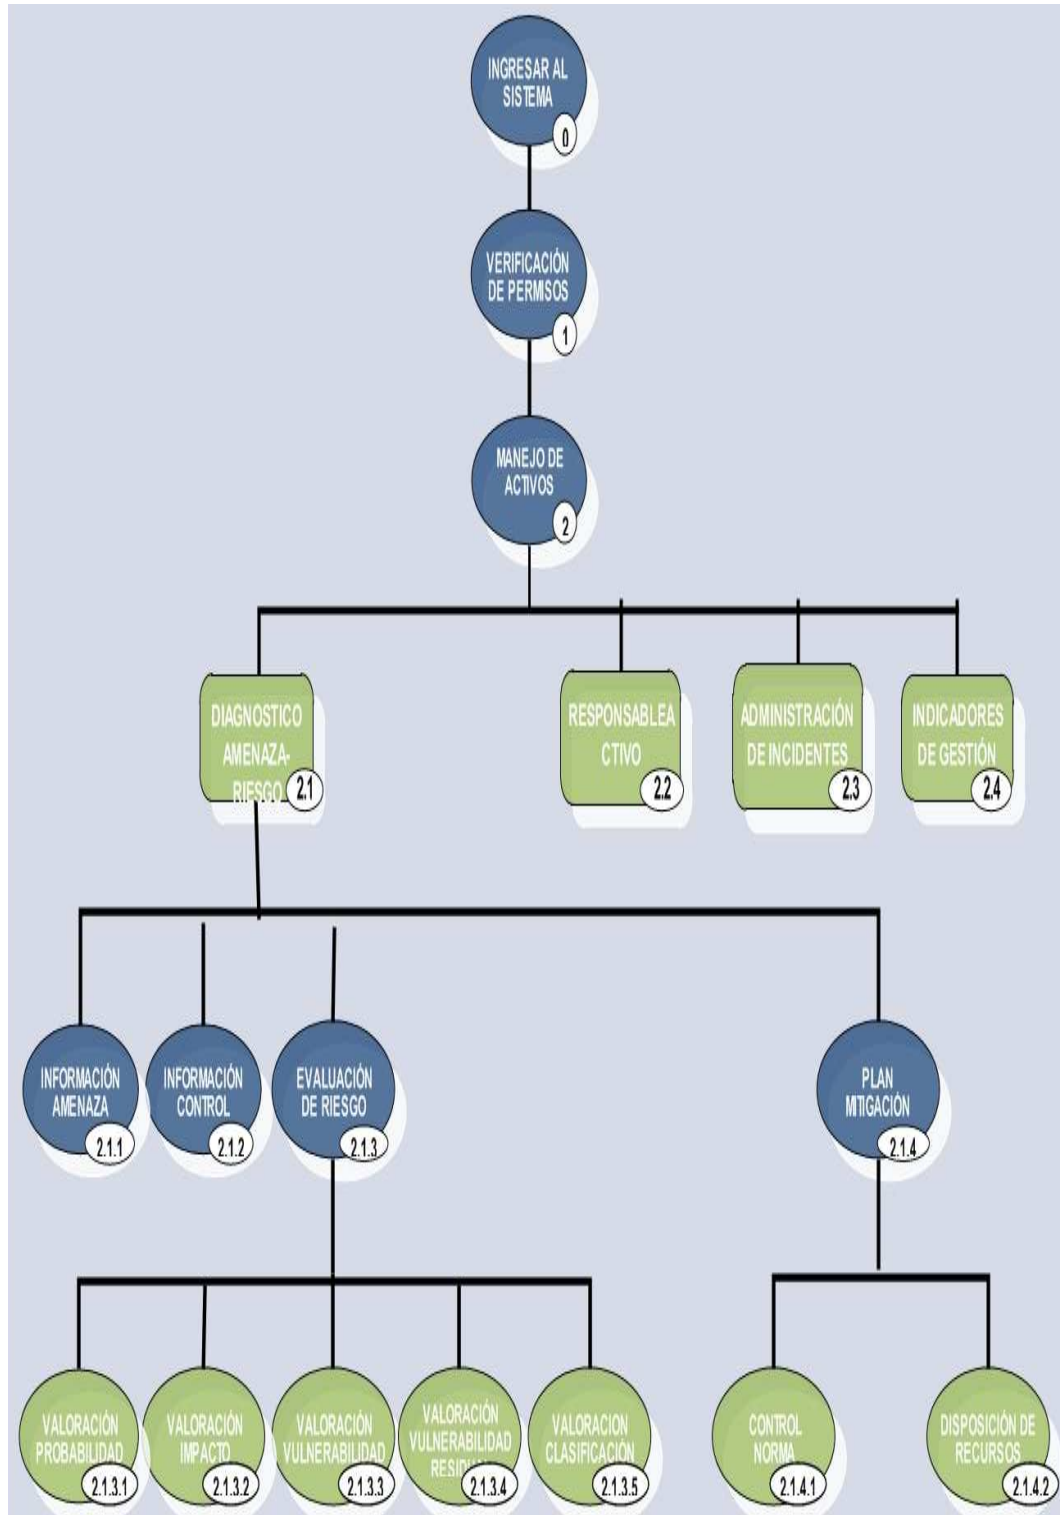 INGRESAR AL
SISTEMA
0
VERIFICACIÓN
DE PERMISOS
1
MANEJO DE
ACTIVOS
2
DIAGNOSTICO
AMENAZA-
RIESGO
2.1
RESPONSABLEA
CTIVO
2.2
ADMINISTRACIÓN
DE INCIDENTES
2.3
INDICADORES
DE GESTIÓN
2.4
INFORMACIÓN
AMENAZA
2.1.1
INFORMACIÓN
CONTROL
2.1.2
EVALUACIÓN
DE RIESGO
2.1.3
PLAN
MITIGACIÓN
2.1.4
VALORACIÓN
PROBABILIDAD
2.1.3.1
VALORACIÓN
IMPACTO
2.1.3.2
VALORACIÓN
VULNERABILIDAD
2.1.3.3
VALORACIÓN
VULNERABILIDAD
2.1.3.4
VALORACION
CLASIFICACIÓN
2.1.3.5
CONTROL
NORMA
2.1.4.1
DISPOSICIÓN DE
RECURSOS
2.1.4.2